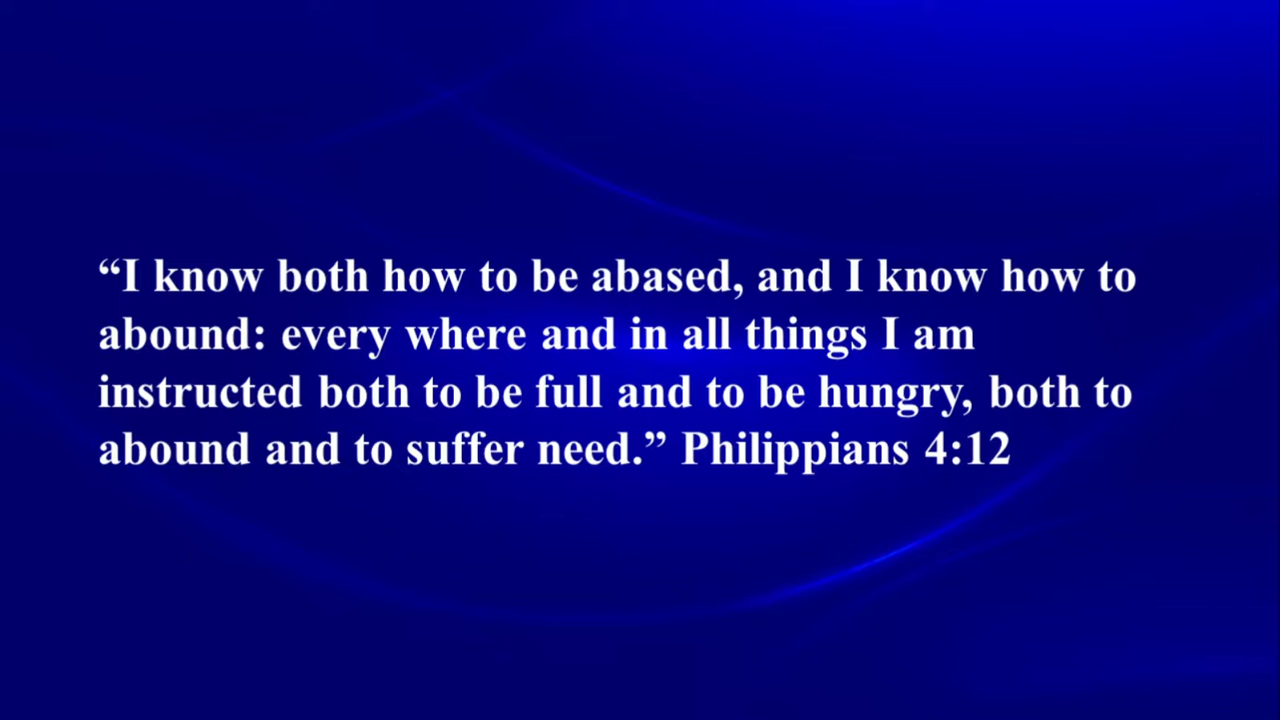 “I know both how to be abased, and I know how to
abound: every where and in all things I am
instructed both to be full and to be hungry, both to
abound and to suffer need.” Philippians 4:12